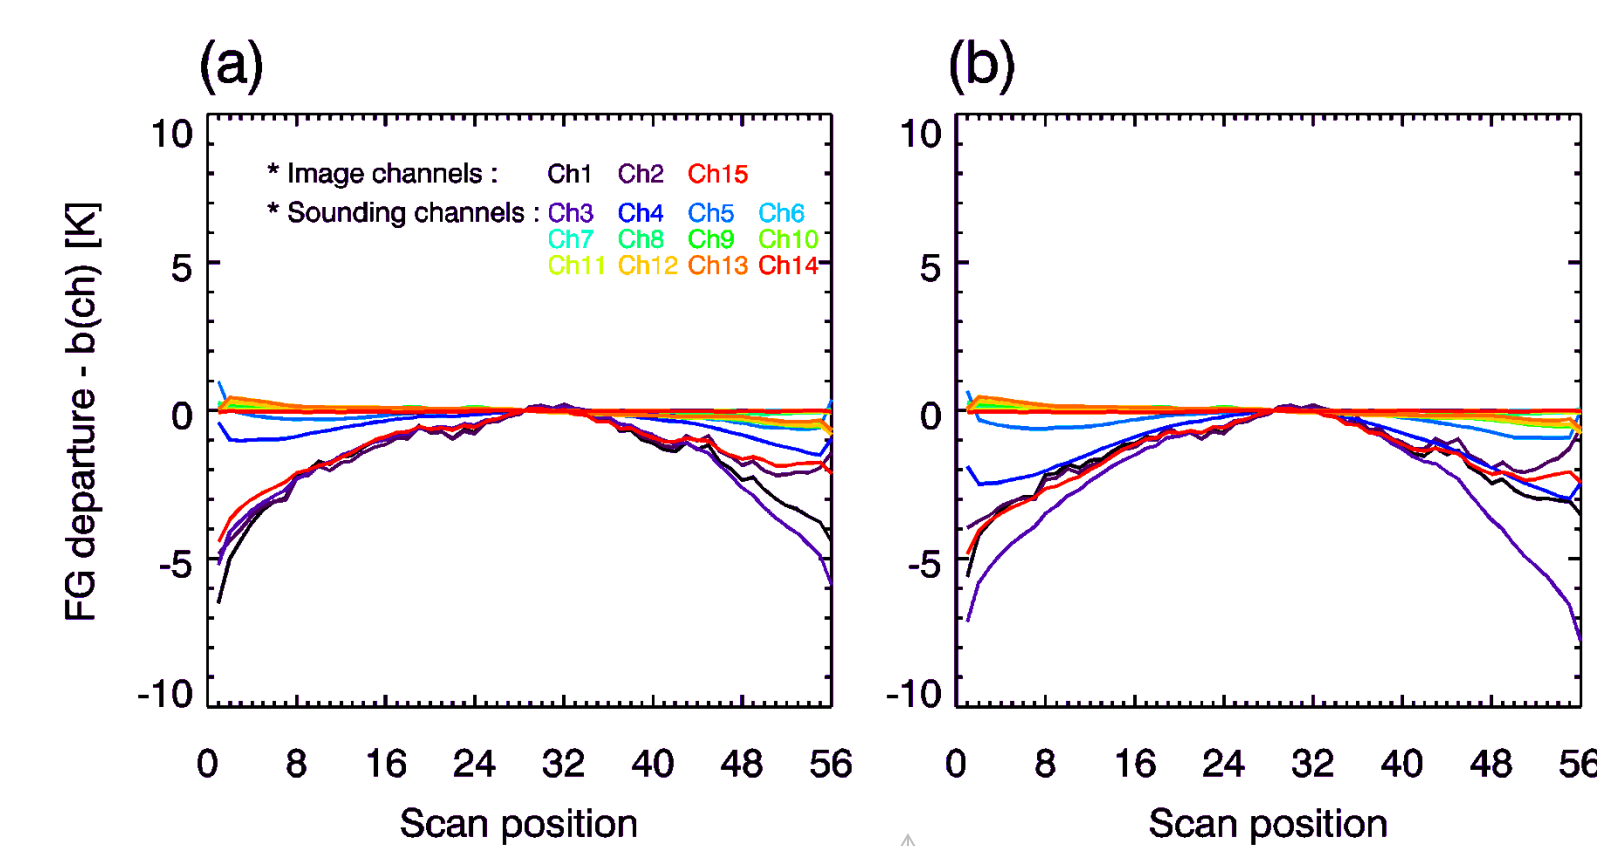 (a)
(b)
FG departure - b(ch) [K]
10
5
0
-5
-10
* Image channels : Ch1 Ch2 Ch15
* Sounding channels : Ch3 Ch4 Ch5 Ch6
Ch7 Ch8 Ch9 Ch10
Ch11 Ch12 Ch13 Ch14
0 8 16 24 32 40 48 56
Scan position
10
5
0
-5
-10
0 8 16 24 32 40 48 56
Scan position